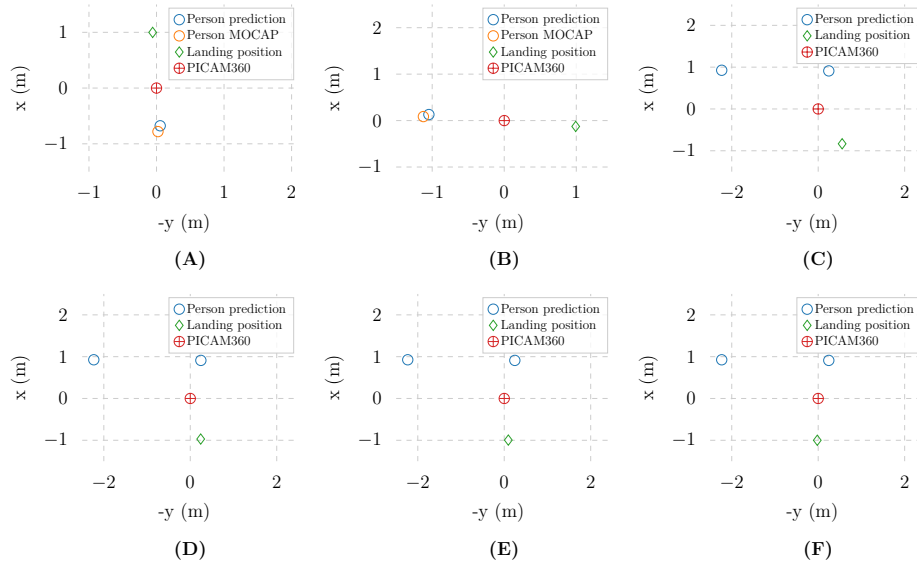 Person prediction
Person MOCAP
Landing position
PICAM360
1
0
−1
x (m)
−1 0 1 2
-y (m)
(A)
Person prediction
Person MOCAP
Landing position
PICAM360
2
1
0
−1
x (m)
−1 0 1
-y (m)
(B)
Person prediction
Landing position
PICAM360
2
1
0
−1
x (m)
−2 0 2
-y (m)
(C)
Person prediction
Landing position
PICAM360
2
1
0
−1
x (m)
−2 0 2
-y (m)
(D)
Person prediction
Landing position
PICAM360
2
1
0
−1
x (m)
−2 0 2
-y (m)
(E)
Person prediction
Landing position
PICAM360
2
1
0
−1
x (m)
−2 0 2
-y (m)
(F)